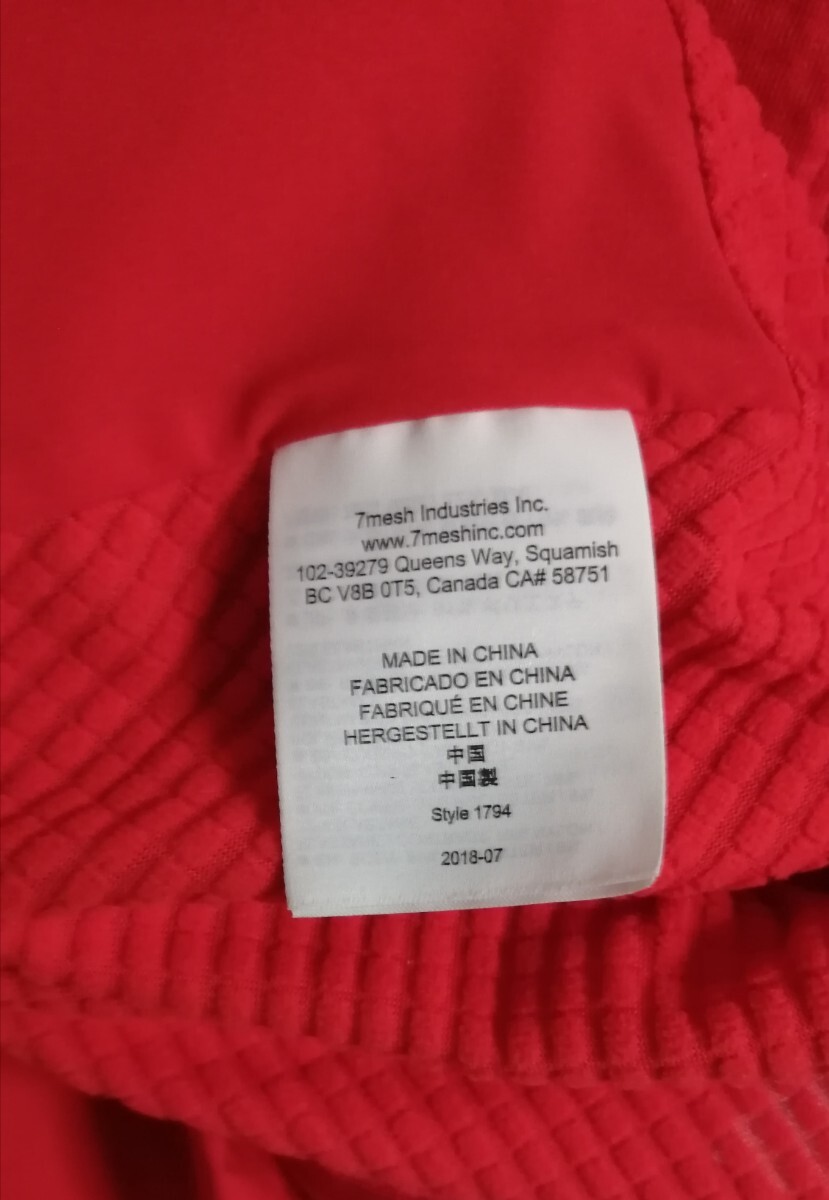 7mesh Industries Inc.
www.7meshinc.com
102-39279 Queens Way, Squamish
BC V8B 0T5, Canada CA# 58751
MADE IN CHINA
FABRICADO EN CHINA
FABRIQUÉ EN CHINE
HERGESTELLT IN CHINA
中国
中国製
Style 1794
2018-07